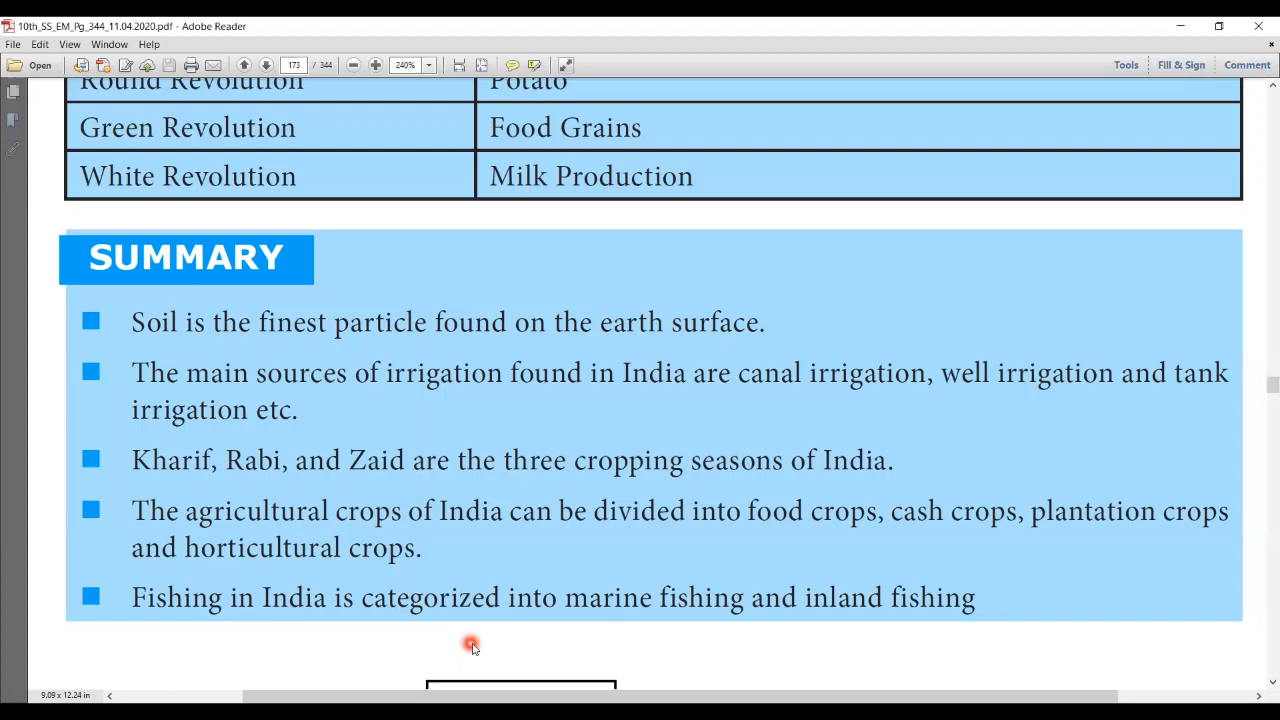 10th_SS_EM_Pg_344_11.04.2020.pdf - Adobe Reader
File Edit View Window Help
Open 173 / 344 240% Tools Fill & Sign Comment
Round Revolution Potato
Green Revolution Food Grains
White Revolution Milk Production
SUMMARY
Soil is the finest particle found on the earth surface.
The main sources of irrigation found in India are canal irrigation, well irrigation and tank
irrigation etc.
Kharif, Rabi, and Zaid are the three cropping seasons of India.
The agricultural crops of India can be divided into food crops, cash crops, plantation crops
and horticultural crops.
Fishing in India is categorized into marine fishing and inland fishing
9.09 x 12.24 in